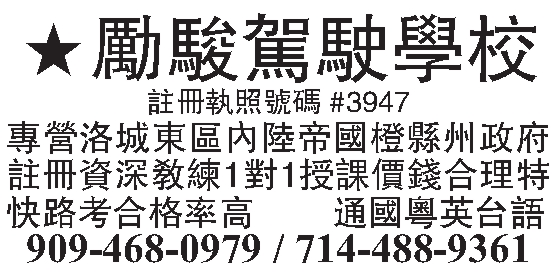 ★勵駿駕駛學校
註冊執照號碼 #3947
專營洛城東區內陸帝國橙縣州政府
註冊資深教練1對1授課價錢合理特
快路考合格率高 通國粵英台語
909-468-0979 / 714-488-9361